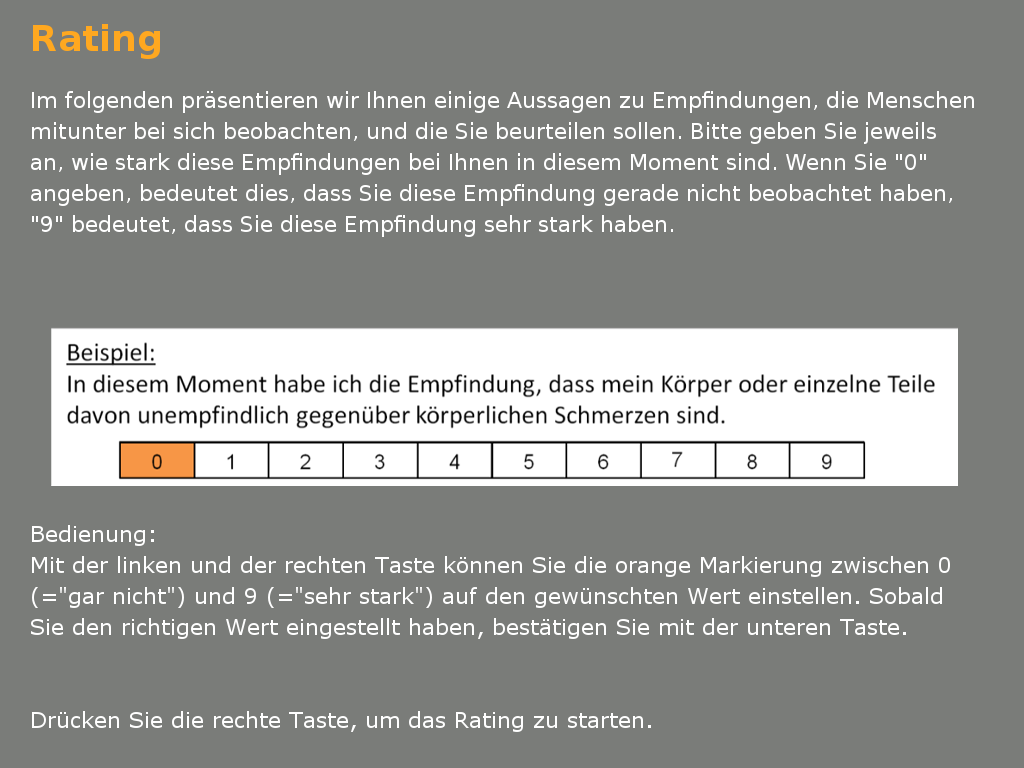 Rating
Im folgenden präsentieren wir Ihnen einige Aussagen zu Empfindungen, die Menschen
mitunter bei sich beobachten, und die Sie beurteilen sollen. Bitte geben Sie jeweils
an, wie stark diese Empfindungen bei Ihnen in diesem Moment sind. Wenn Sie "0"
angeben, bedeutet dies, dass Sie diese Empfindung gerade nicht beobachtet haben,
"9" bedeutet, dass Sie diese Empfindung sehr stark haben.
Beispiel:
In diesem Moment habe ich die Empfindung, dass mein Körper oder einzelne Teile
davon unempfindlich gegenüber körperlichen Schmerzen sind.
0 1 2 3 4 5 6 7 8 9
Bedienung:
Mit der linken und der rechten Taste können Sie die orange Markierung zwischen 0
(="gar nicht") und 9 (="sehr stark") auf den gewünschten Wert einstellen. Sobald
Sie den richtigen Wert eingestellt haben, bestätigen Sie mit der unteren Taste.
Drücken Sie die rechte Taste, um das Rating zu starten.